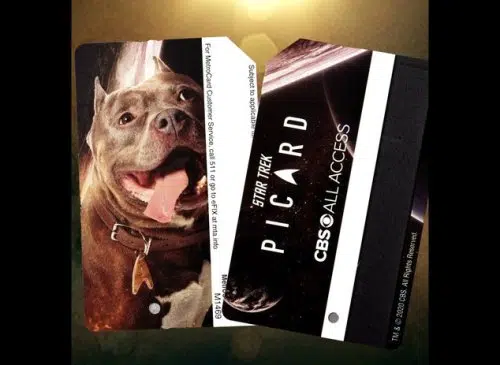 For MetroCard Customer Service, call 511 or go to eFIX at mta.info
Subject to applicable
M1469
STAR TREK
PICARD
CBS ALL ACCESS
TM & © 2020 CBS. All Rights Reserved.